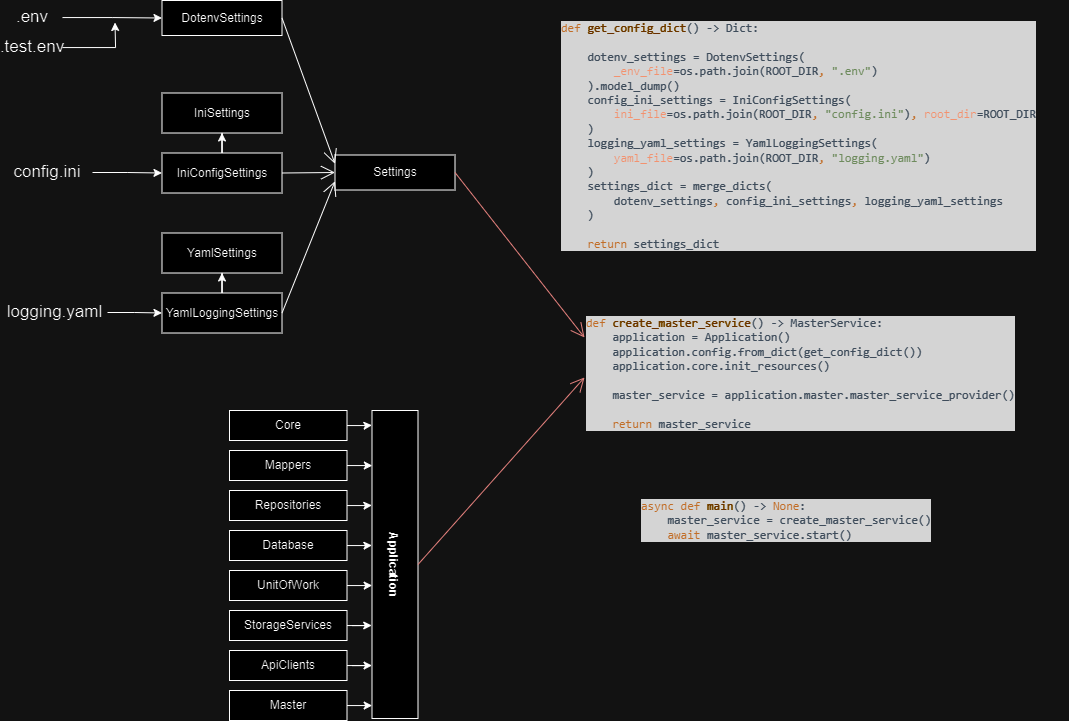 .env
DotenvSettings
.test.env
IniSettings
config.ini
IniConfigSettings
Settings
YamlSettings
logging.yaml
YamlLoggingSettings
def get_config_dict() -> Dict:
dotenv_settings = DotenvSettings(
_env_file=os.path.join(ROOT_DIR, ".env")
).model_dump()
config_ini_settings = IniConfigSettings(
ini_file=os.path.join(ROOT_DIR, "config.ini"), root_dir=ROOT_DIR
)
logging_yaml_settings = YamlLoggingSettings(
yaml_file=os.path.join(ROOT_DIR, "logging.yaml")
)
settings_dict = merge_dicts(
dotenv_settings, config_ini_settings, logging_yaml_settings
)
return settings_dict
def create_master_service() -> MasterService:
application = Application()
application.config.from_dict(get_config_dict())
application.core.init_resources()
master_service = application.master.master_service_provider()
return master_service
Core
Mappers
Repositories
Database
UnitOfWork
StorageServices
ApiClients
Master
Application
async def main() -> None:
master_service = create_master_service()
await master_service.start()